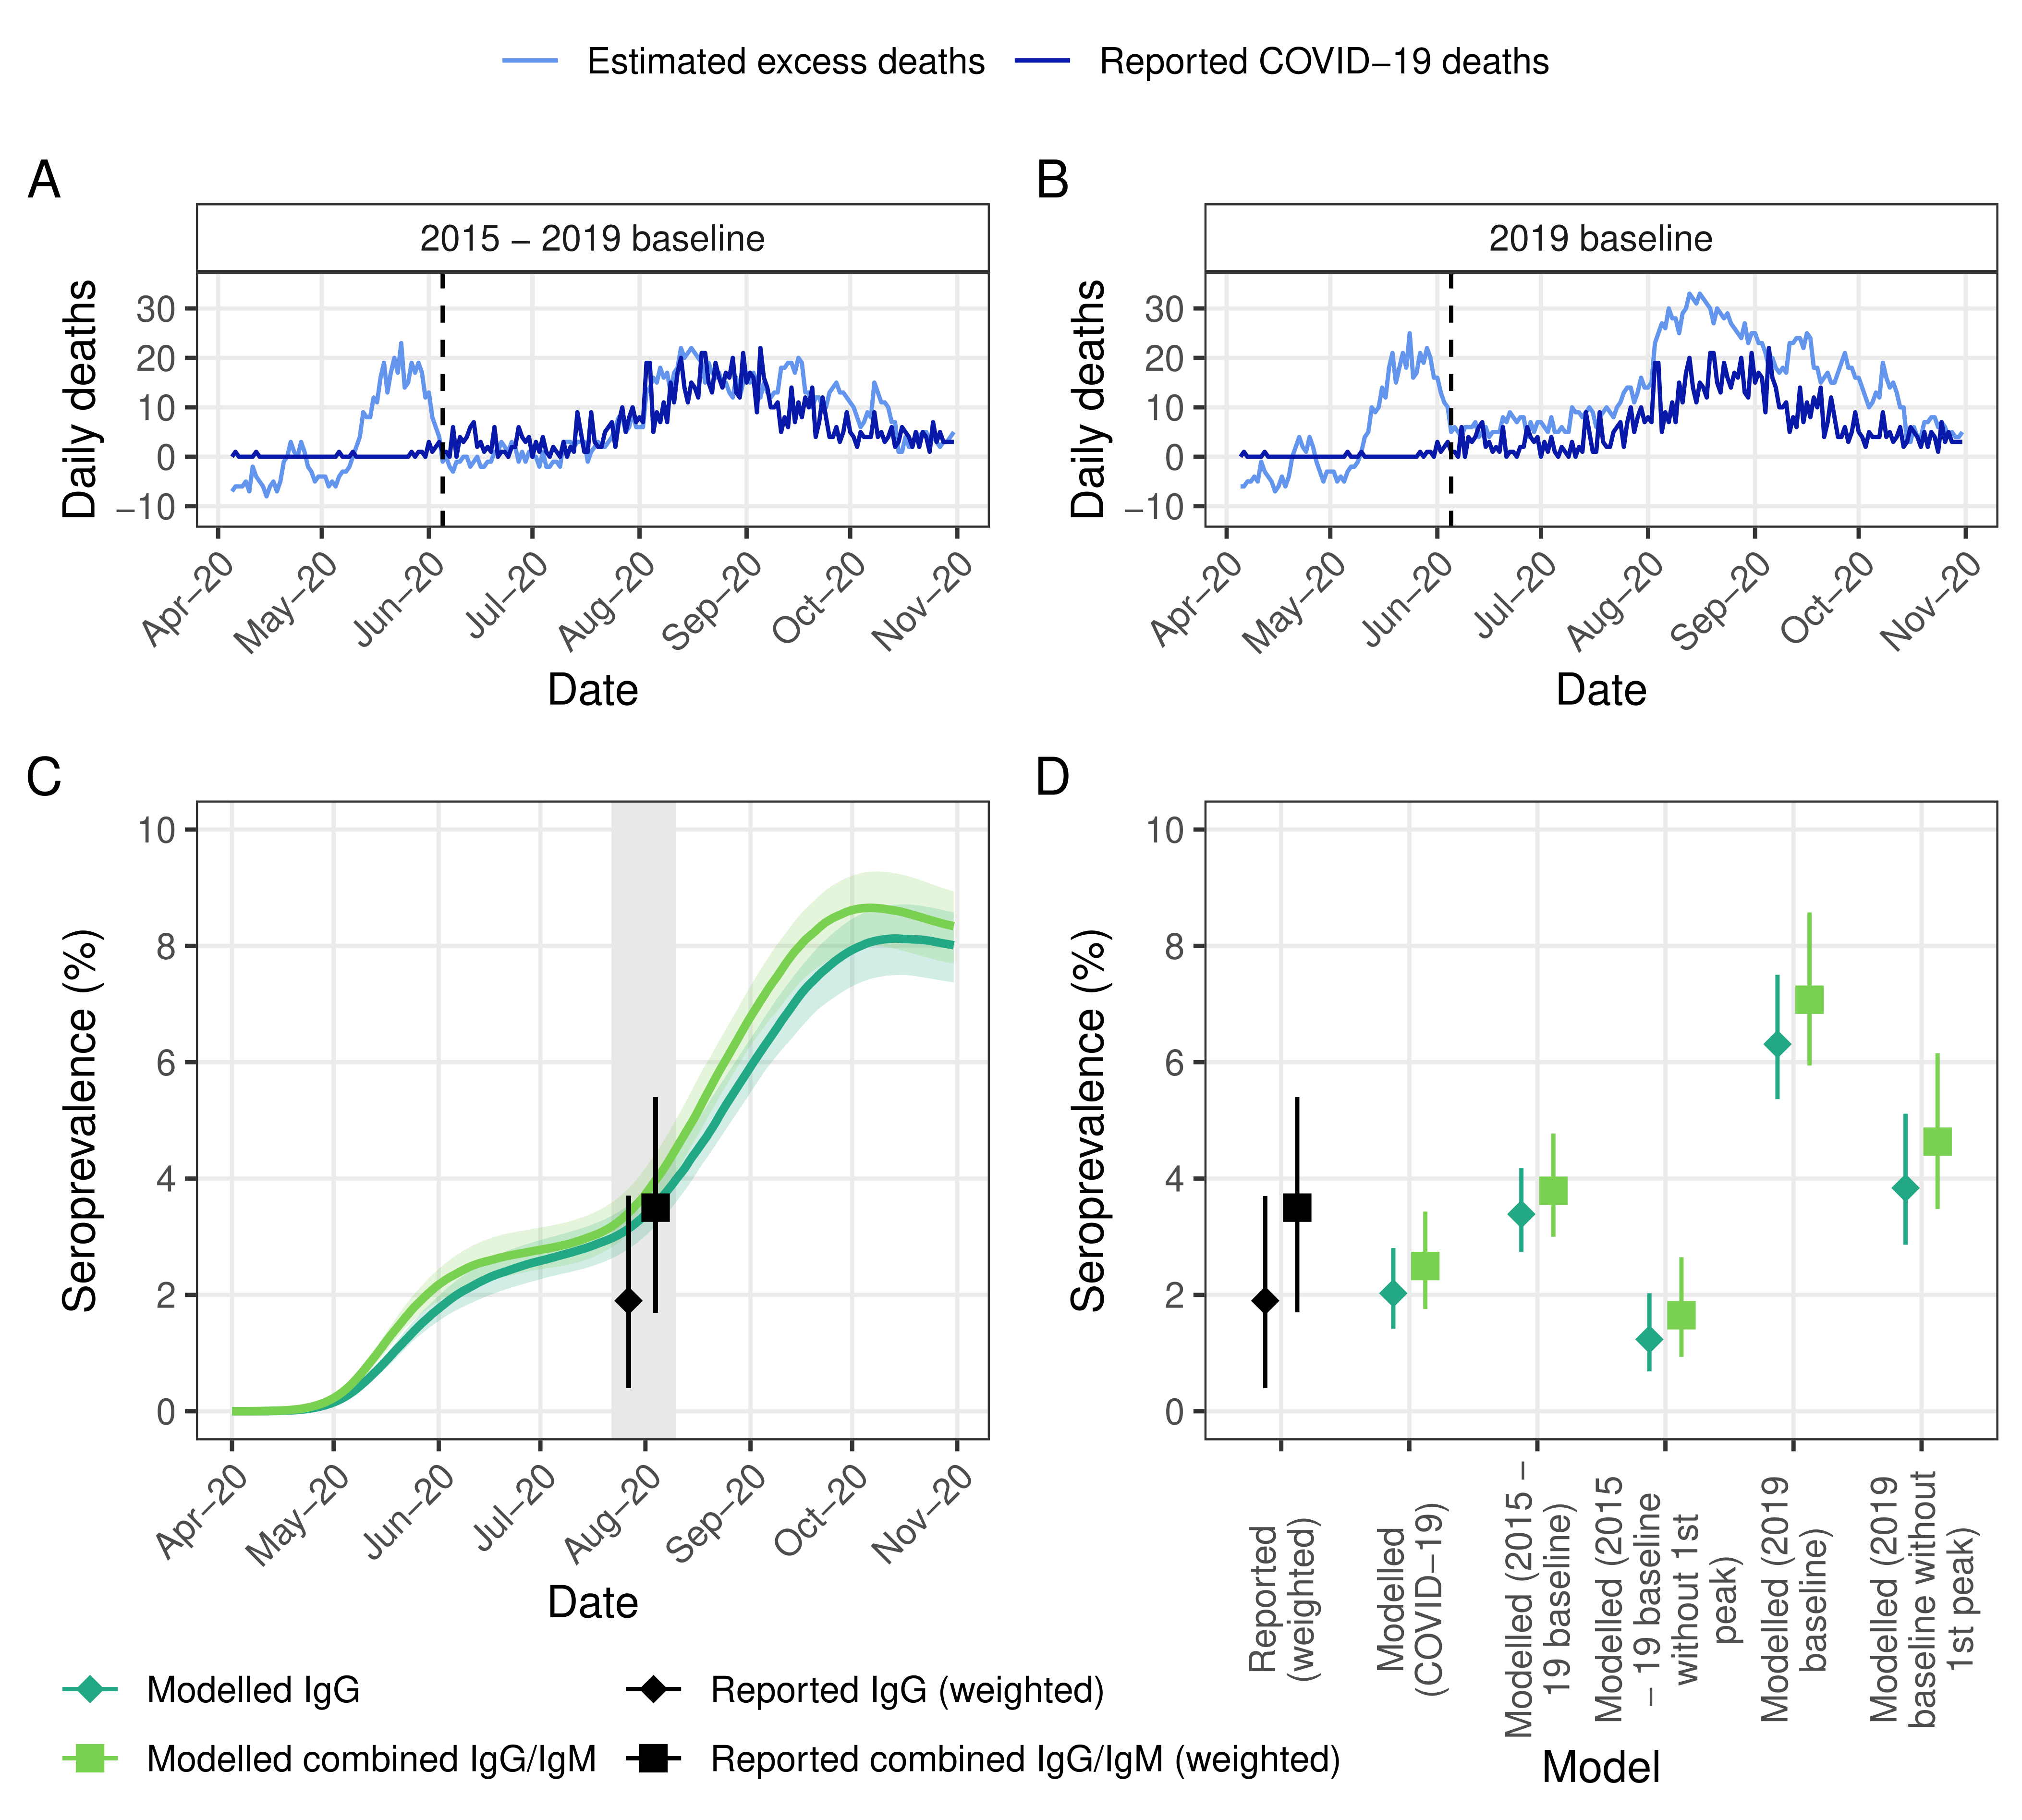 Estimated excess deaths Reported COVID−19 deaths
A
2015 − 2019 baseline
Daily deaths
30
20
10
0
−10
Apr−20 May−20 Jun−20 Jul−20 Aug−20 Sep−20 Oct−20 Nov−20
Date
B
2019 baseline
Daily deaths
30
20
10
0
−10
Apr−20 May−20 Jun−20 Jul−20 Aug−20 Sep−20 Oct−20 Nov−20
Date
C
Seroprevalence (%)
10
8
6
4
2
0
Apr−20 May−20 Jun−20 Jul−20 Aug−20 Sep−20 Oct−20 Nov−20
Date
D
Seroprevalence (%)
10
8
6
4
2
0
Reported
(weighted)
Modelled
(COVID−19)
Modelled (2015 −
19 baseline)
Modelled (2015
− 19 baseline
without 1st
peak)
Modelled (2019
baseline)
Modelled (2019
baseline without
1st peak)
Model
Modelled IgG Reported IgG (weighted)
Modelled combined IgG/IgM Reported combined IgG/IgM (weighted)